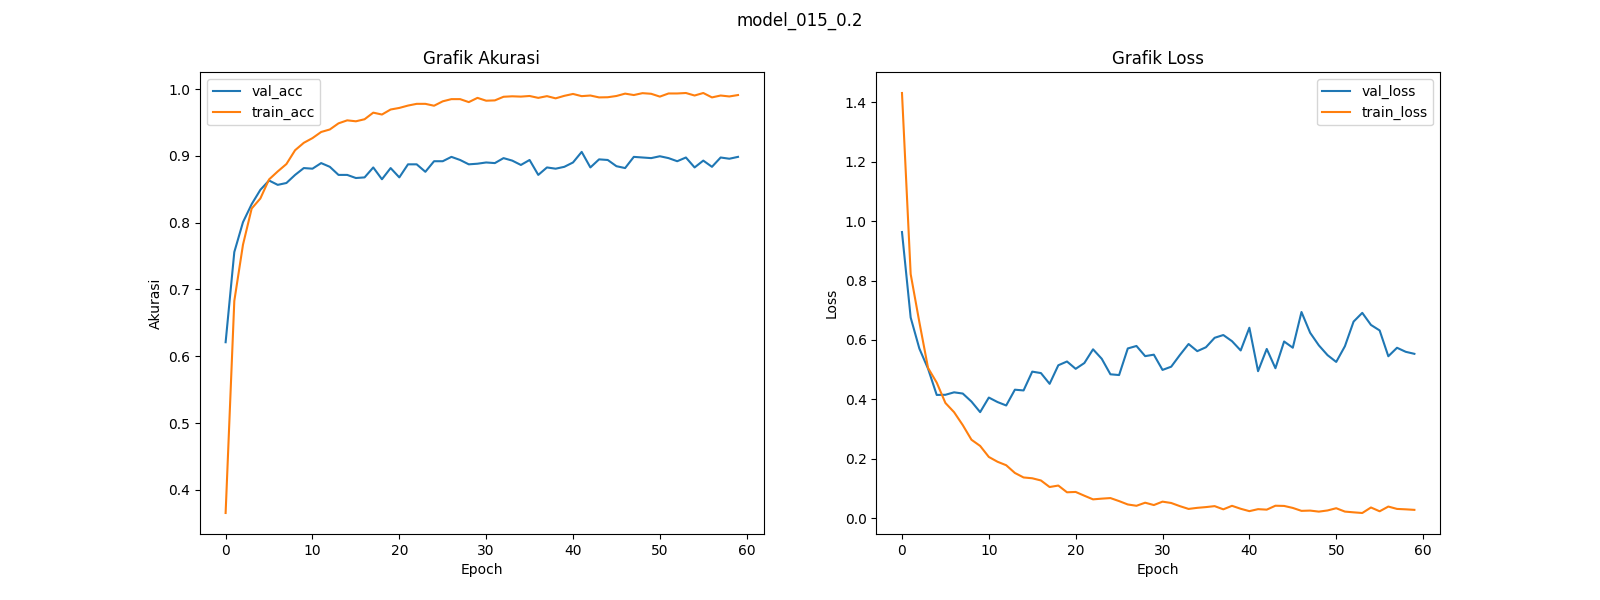 model_015_0.2
Grafik Akurasi
val_acc
train_acc
1.0
0.9
0.8
0.7
0.6
0.5
0.4
Akurasi
0 10 20 30 40 50 60
Epoch
Grafik Loss
val_loss
train_loss
1.4
1.2
1.0
0.8
0.6
0.4
0.2
0.0
Loss
0 10 20 30 40 50 60
Epoch